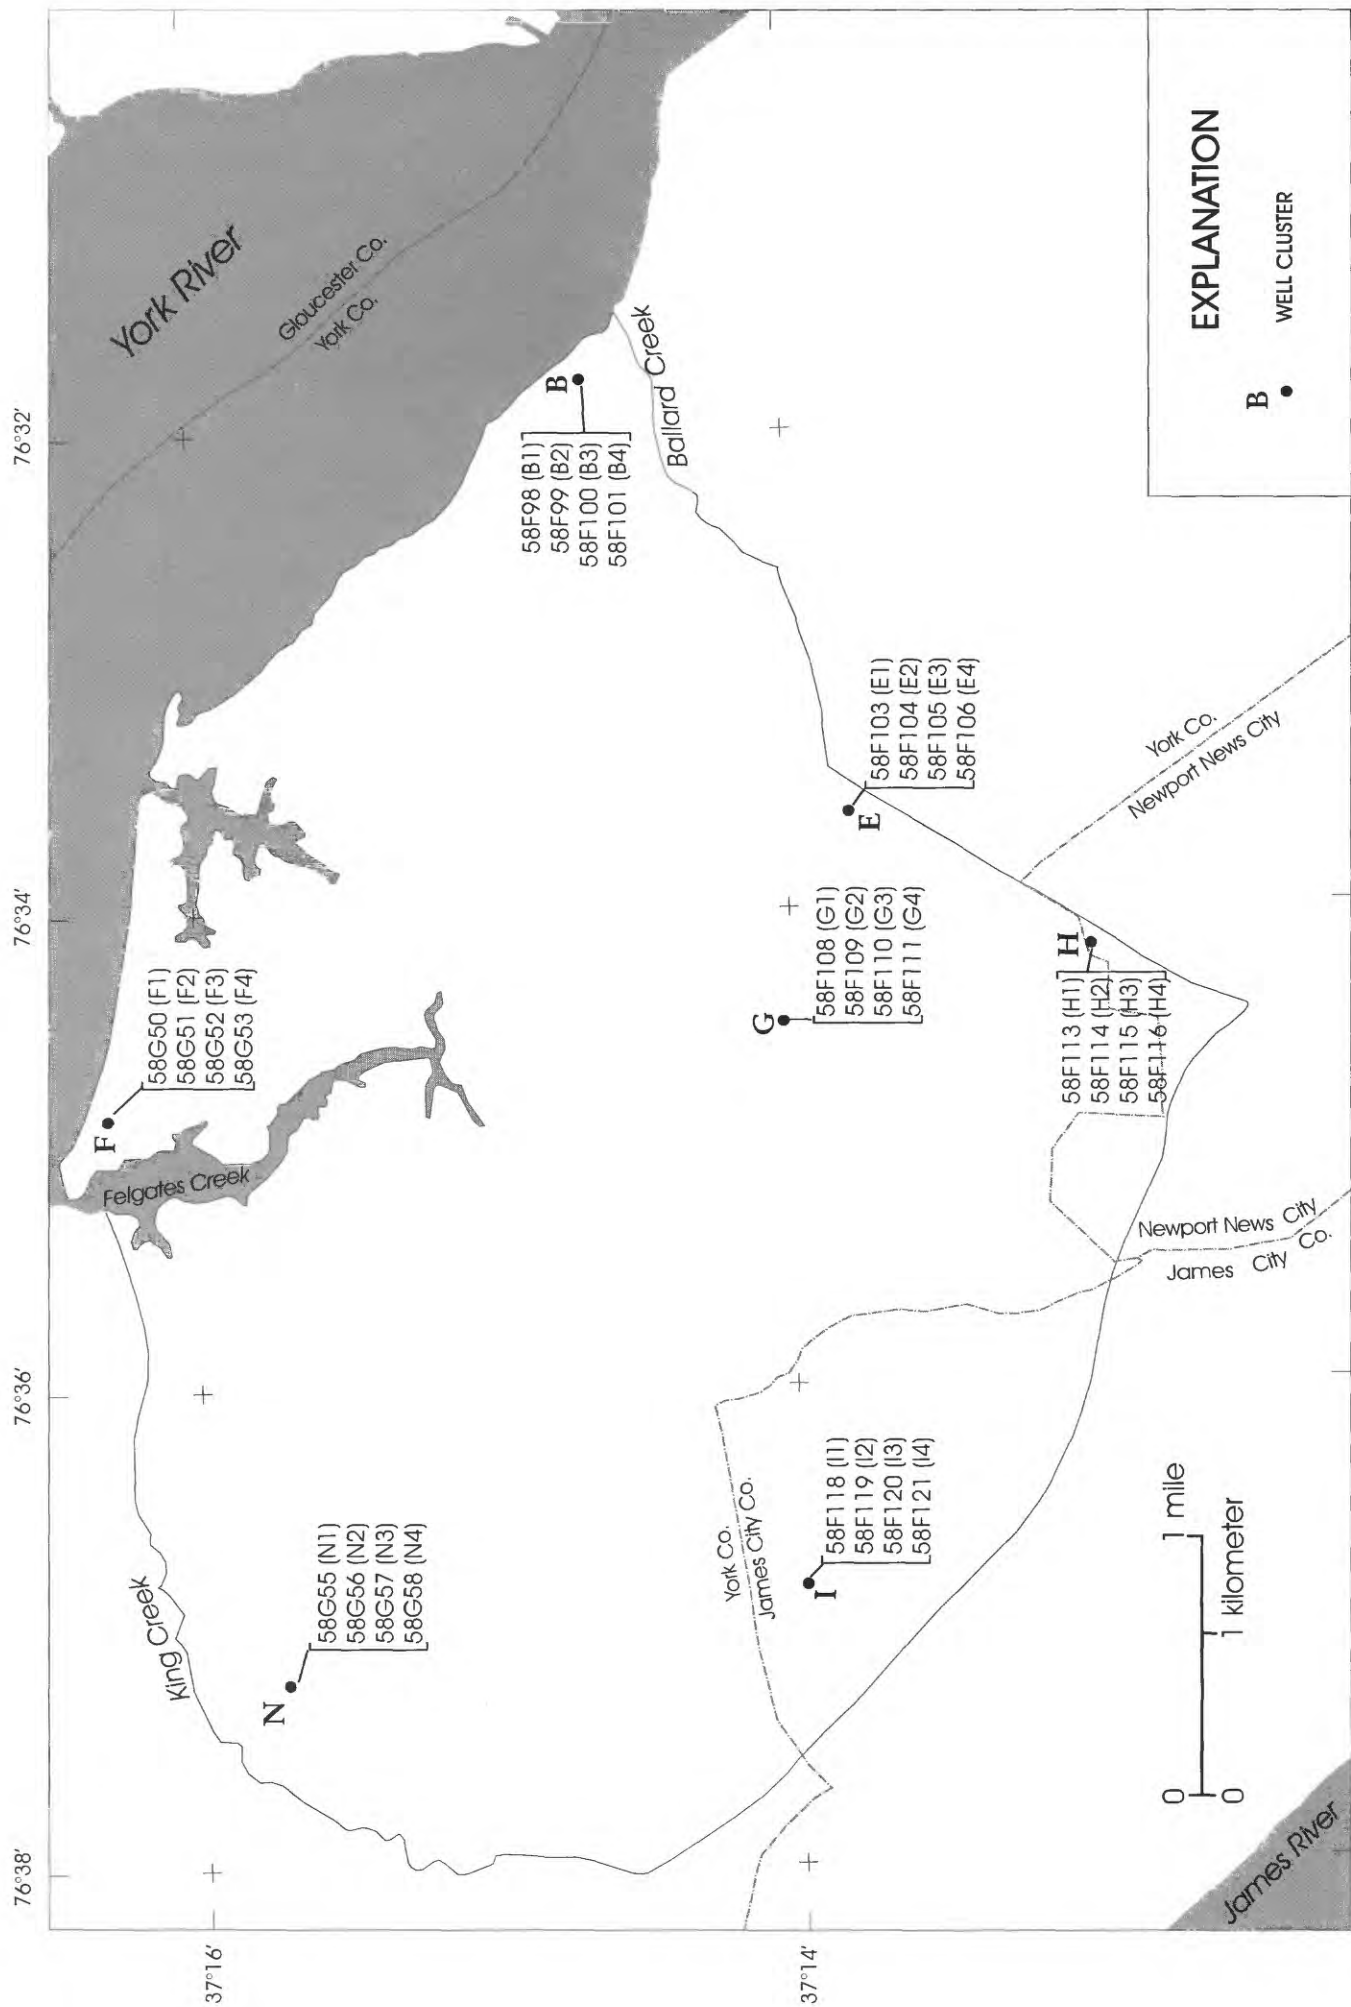 76°38'
76°36'
76°34'
76°32'
37°16'
37°14'
York River
Gloucester Co.
York Co.
King Creek
Felgates Creek
F
58G50 (F1)
58G51 (F2)
58G52 (F3)
58G53 (F4)
N
58G55 (N1)
58G56 (N2)
58G57 (N3)
58G58 (N4)
B
58F98 (B1)
58F99 (B2)
58F100 (B3)
58F101 (B4)
Ballard Creek
G
58F108 (G1)
58F109 (G2)
58F110 (G3)
58F111 (G4)
E
58F103 (E1)
58F104 (E2)
58F105 (E3)
58F106 (E4)
York Co.
James City Co.
I
58F118 (I1)
58F119 (I2)
58F120 (I3)
58F121 (I4)
H
58F113 (H1)
58F114 (H2)
58F115 (H3)
58F116 (H4)
York Co.
Newport News City
Newport News City
James City Co.
James River
0 1 mile
0 1 kilometer
EXPLANATION
B
WELL CLUSTER